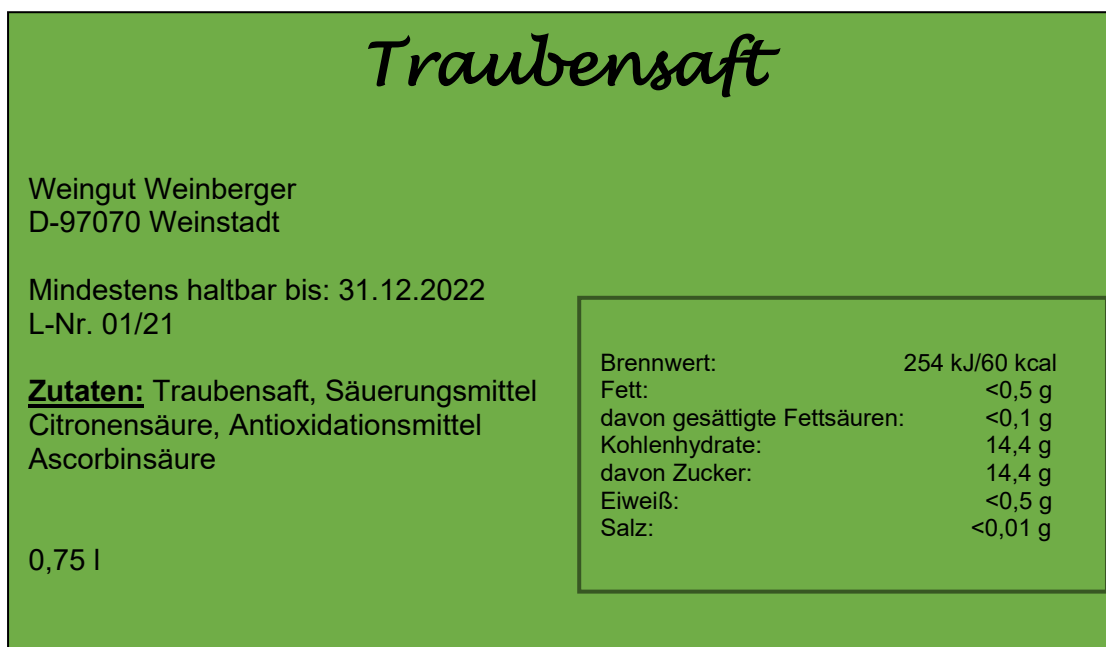 Traubensaft
Weingut Weinberger
D-97070 Weinstadt
Mindestens haltbar bis: 31.12.2022
L-Nr. 01/21
Zutaten: Traubensaft, Säuerungsmittel
Citronensäure, Antioxidationsmittel
Ascorbinsäure
0,75 l
Brennwert: 254 kJ/60 kcal
Fett: <0,5 g
davon gesättigte Fettsäuren: <0,1 g
Kohlenhydrate: 14,4 g
davon Zucker: 14,4 g
Eiweiß: <0,5 g
Salz: <0,01 g